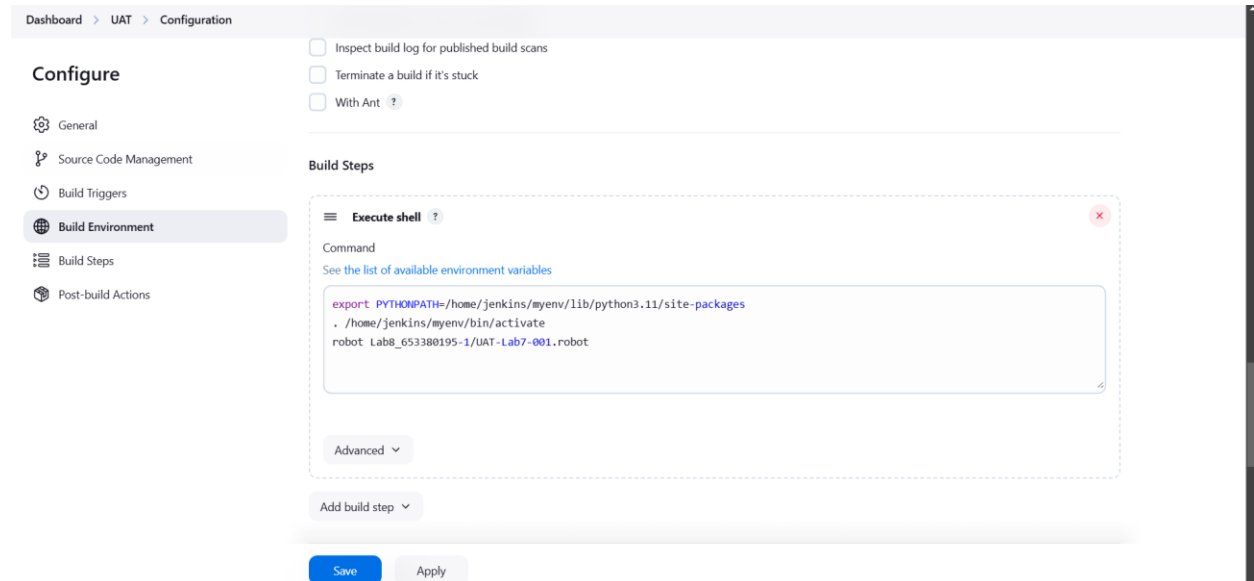 Dashboard > UAT > Configuration
Configure
General
Source Code Management
Build Triggers
Build Environment
Build Steps
Post-build Actions
Inspect build log for published build scans
Terminate a build if it's stuck
With Ant ?
Build Steps
Execute shell ?
Command
See the list of available environment variables
export PYTHONPATH=/home/jenkins/myenv/lib/python3.11/site-packages
. /home/jenkins/myenv/bin/activate
robot Lab8_653380195-1/UAT-Lab7-001.robot
Advanced
Add build step
Save Apply